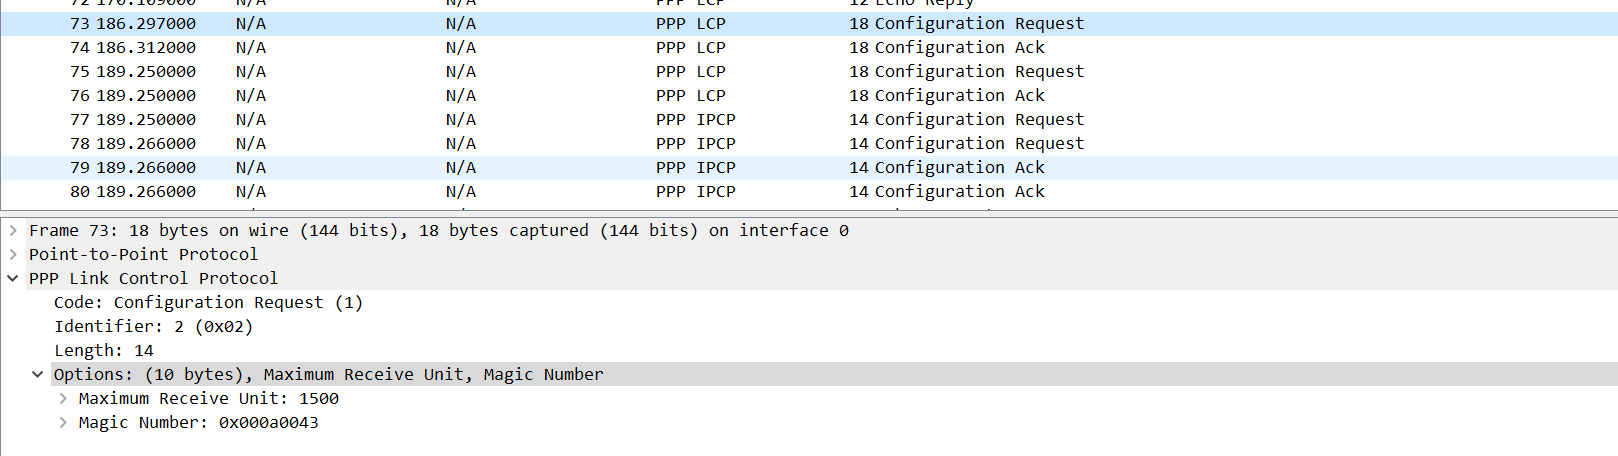 72 170.109000 N/A N/A PPP LCP 12 Echo Reply
73 186.297000 N/A N/A PPP LCP 18 Configuration Request
74 186.312000 N/A N/A PPP LCP 18 Configuration Ack
75 189.250000 N/A N/A PPP LCP 18 Configuration Request
76 189.250000 N/A N/A PPP LCP 18 Configuration Ack
77 189.250000 N/A N/A PPP IPCP 14 Configuration Request
78 189.266000 N/A N/A PPP IPCP 14 Configuration Request
79 189.266000 N/A N/A PPP IPCP 14 Configuration Ack
80 189.266000 N/A N/A PPP IPCP 14 Configuration Ack
Frame 73: 18 bytes on wire (144 bits), 18 bytes captured (144 bits) on interface 0
Point-to-Point Protocol
PPP Link Control Protocol
Code: Configuration Request (1)
Identifier: 2 (0x02)
Length: 14
Options: (10 bytes), Maximum Receive Unit, Magic Number
Maximum Receive Unit: 1500
Magic Number: 0x000a0043